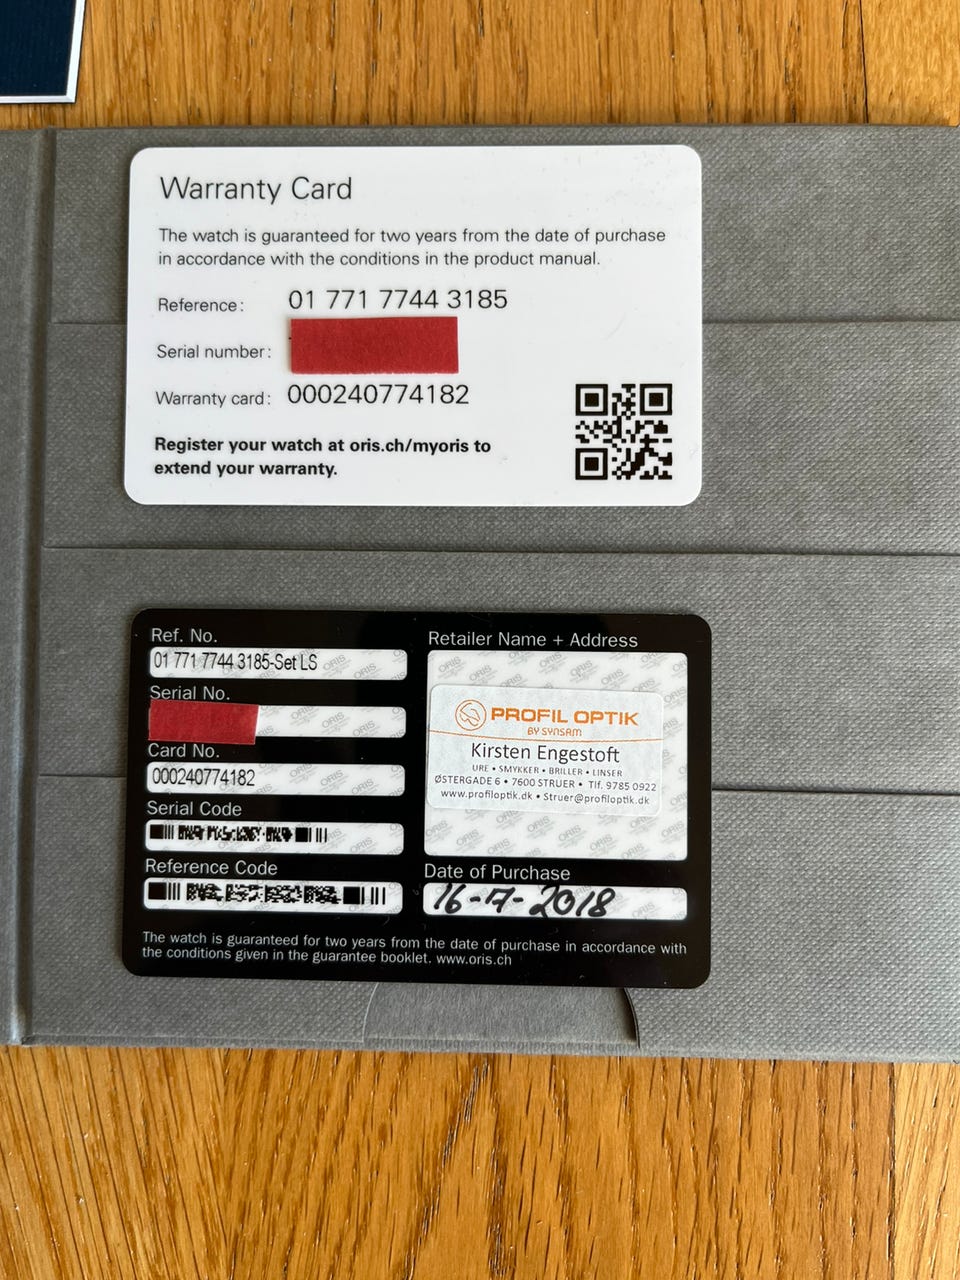 Warranty Card
The watch is guaranteed for two years from the date of purchase
in accordance with the conditions in the product manual.
Reference: 01 771 7744 3185
Serial number:
Warranty card: 000240774182
Register your watch at oris.ch/myoris to
extend your warranty.
Ref. No.
01 771 7744 3185-Set LS
Serial No.
Card No.
000240774182
Serial Code
Reference Code
Retailer Name + Address
PROFIL OPTIK
BY SYNSAM
Kirsten Engestoft
URE • SMYKKER • BRILLER • LINSER
ØSTERGADE 6 • 7600 STRUER • Tlf. 9785 0922
www.profiloptik.dk • Struer@profiloptik.dk
Date of Purchase
16-7-2018
The watch is guaranteed for two years from the date of purchase in accordance with
the conditions given in the guarantee booklet. www.oris.ch